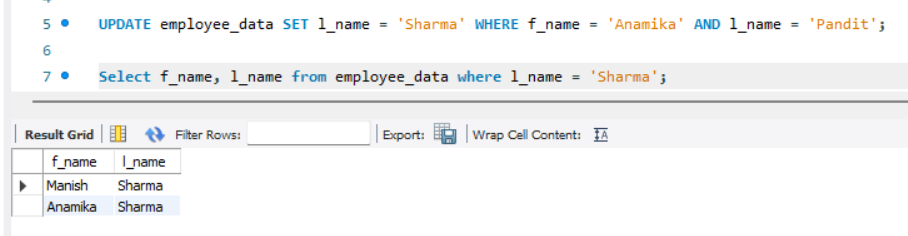 5 UPDATE employee_data SET l_name = 'Sharma' WHERE f_name = 'Anamika' AND l_name = 'Pandit';
6
7 Select f_name, l_name from employee_data where l_name = 'Sharma';
Result Grid Filter Rows: Export: Wrap Cell Content: IA
f_name l_name
Manish Sharma
Anamika Sharma